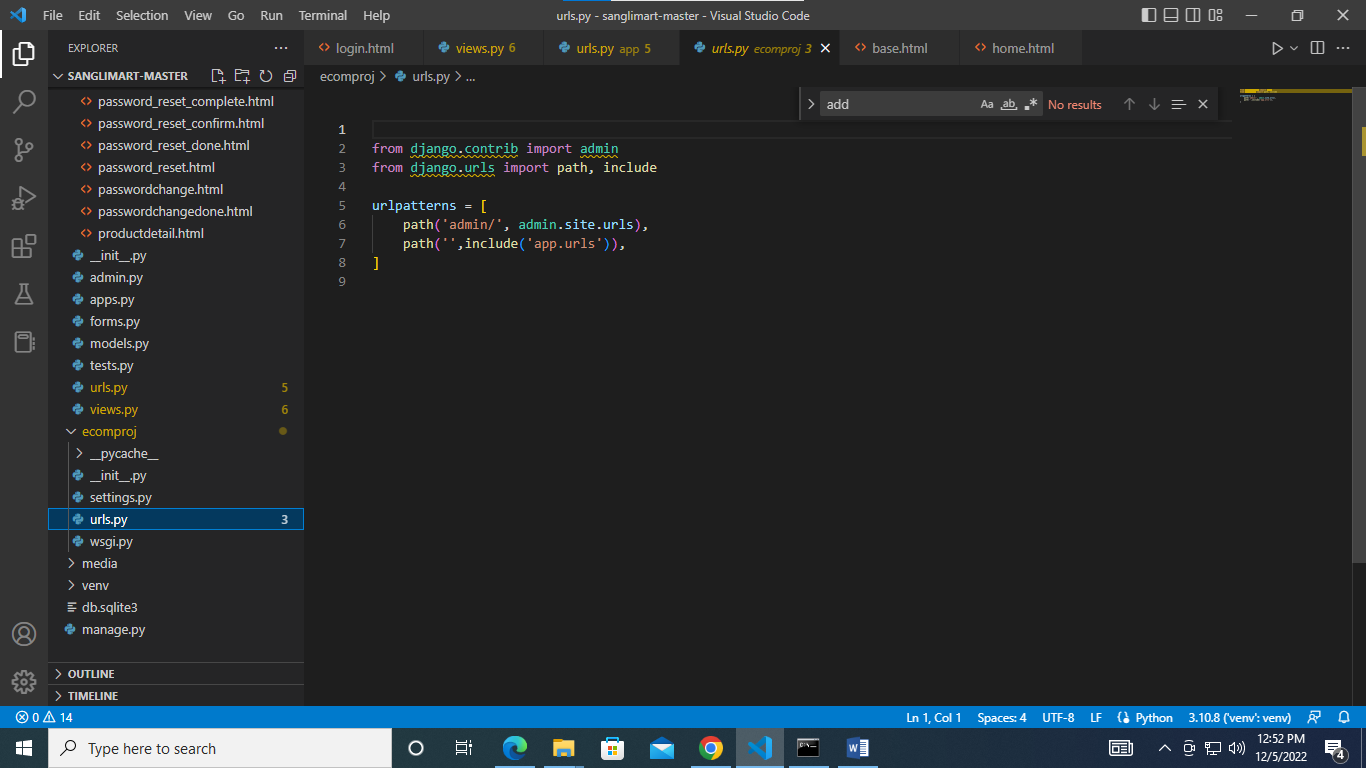 File Edit Selection View Go Run Terminal Help
urls.py - sanglimart-master - Visual Studio Code
EXPLORER
login.html
views.py 6
urls.py app 5
urls.py ecomproj 3
base.html
home.html
SANGLIMART-MASTER
password_reset_complete.html
password_reset_confirm.html
password_reset_done.html
password_reset.html
passwordchange.html
passwordchangedone.html
productdetail.html
__init__.py
admin.py
apps.py
forms.py
models.py
tests.py
urls.py 5
views.py 6
ecomproj
__pycache__
__init__.py
settings.py
urls.py 3
wsgi.py
media
venv
db.sqlite3
manage.py
OUTLINE
TIMELINE
ecomproj > urls.py > ...
add Aa ab .* No results
1
2 from django.contrib import admin
3 from django.urls import path, include
4
5 urlpatterns = [
6 path('admin/', admin.site.urls),
7 path('',include('app.urls')),
8 ]
9
0 14
Ln 1, Col 1 Spaces: 4 UTF-8 LF Python 3.10.8 ('venv': venv)
Type here to search
12:52 PM
12/5/2022
4